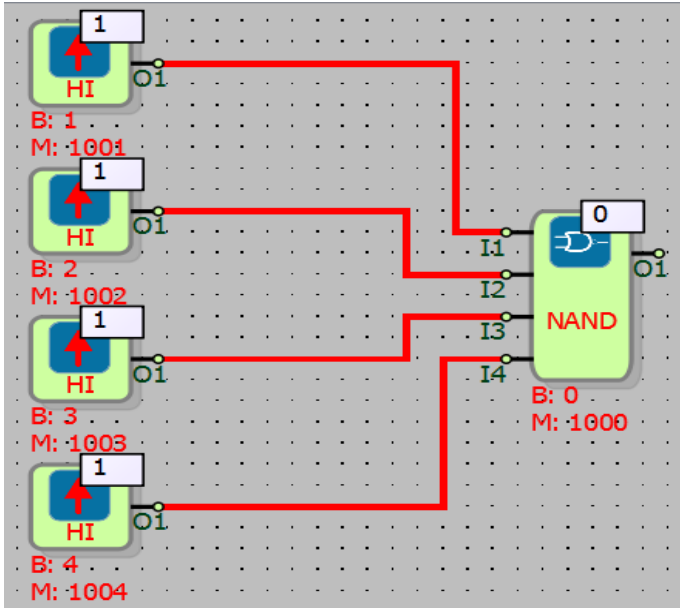 1
HI
O1
B: 1
M: 1001
1
HI
O1
B: 2
M: 1002
1
HI
O1
B: 3
M: 1003
1
HI
O1
B: 4
M: 1004
0
I1
I2
I3
I4
NAND
O1
B: 0
M: 1000